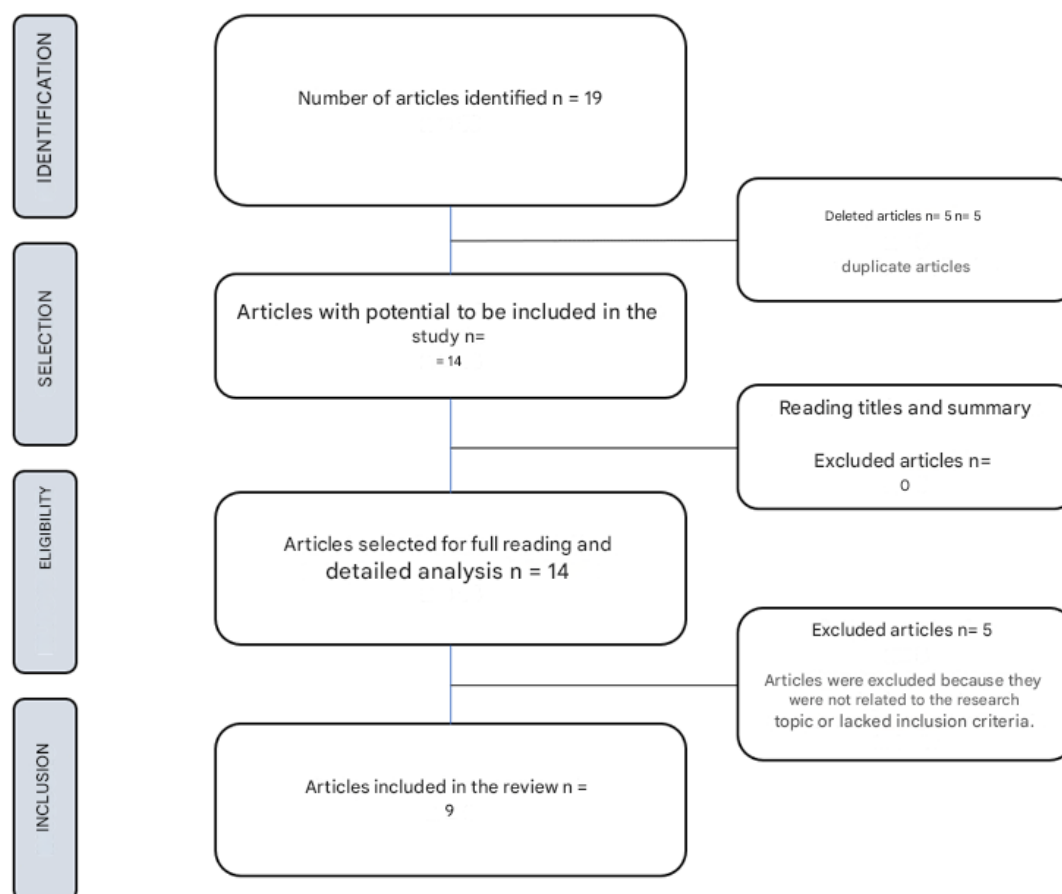 IDENTIFICATION
Number of articles identified n = 19
Deleted articles n= 5 n= 5
duplicate articles
SELECTION
Articles with potential to be included in the
study n=
= 14
Reading titles and summary
Excluded articles n=
0
ELIGIBILITY
Articles selected for full reading and
detailed analysis n = 14
Excluded articles n= 5
Articles were excluded because they
were not related to the research
topic or lacked inclusion criteria.
INCLUSION
Articles included in the review n =
9